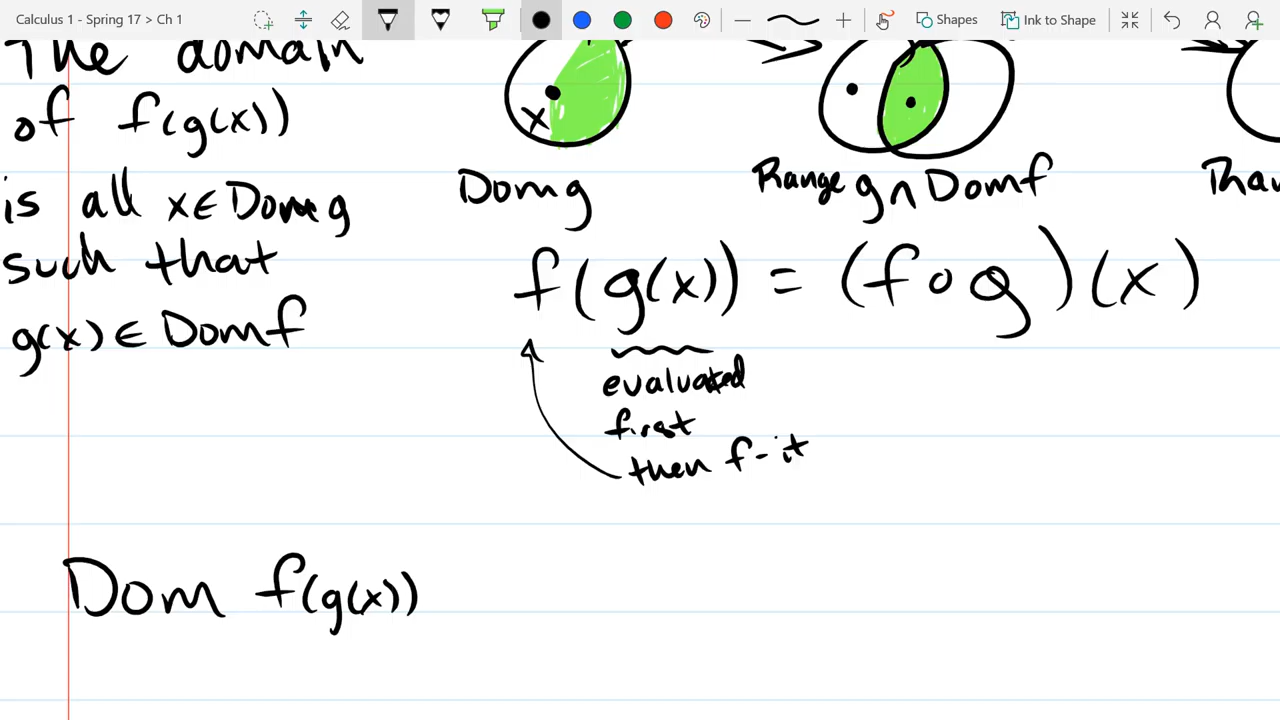 Calculus 1 - Spring 17 > Ch 1
Shapes
Ink to Shape
The domain
of f(g(x))
is all x∈Dom g
such that
g(x) ∈ Dom f
x
Dom g
Range g ∩ Dom f
f(g(x)) = (f∘g)(x)
evaluated
first
then f-it
Dom f(g(x))